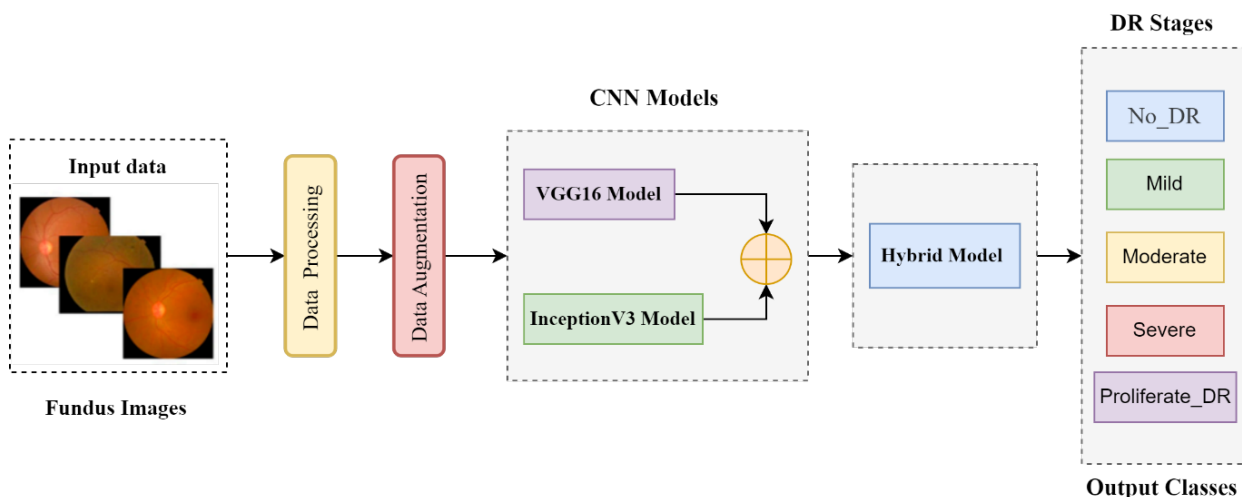 Input data
Fundus Images
Data Processing
Data Augmentation
CNN Models
VGG16 Model
InceptionV3 Model
Hybrid Model
DR Stages
No_DR
Mild
Moderate
Severe
Proliferate_DR
Output Classes